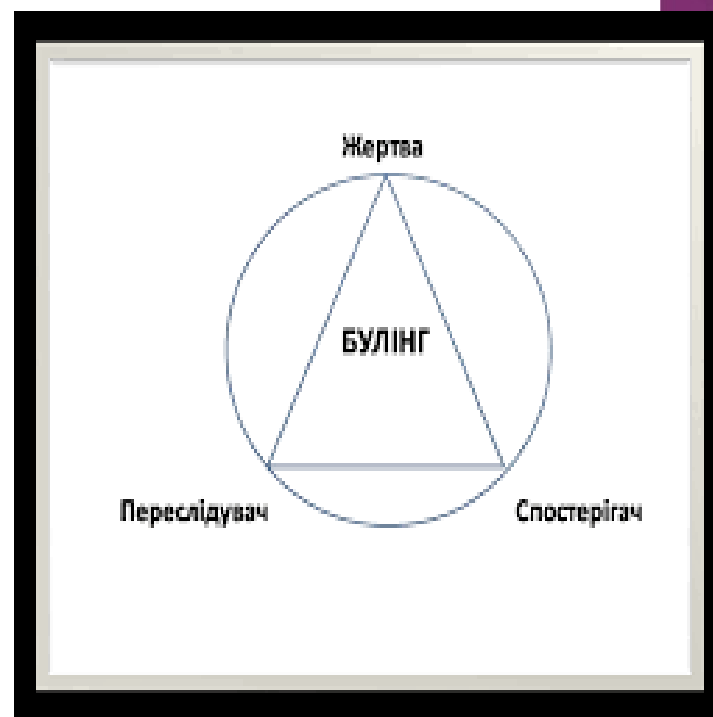 Жертва
БУЛІНГ
Переслідувач
Спостерігач